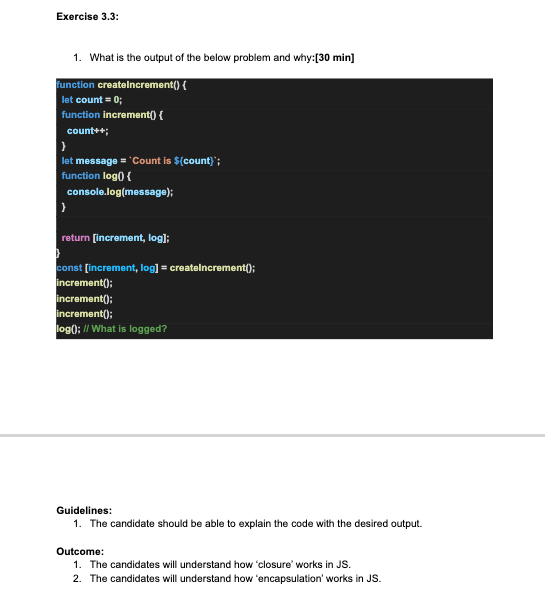 Exercise 3.3:
1. What is the output of the below problem and why:[30 min]
function createIncrement() {
let count = 0;
function increment() {
count++;
}
let message = `Count is ${count}`;
function log() {
console.log(message);
}
return [increment, log];
}
const [increment, log] = createIncrement();
increment();
increment();
increment();
log(); // What is logged?
Guidelines:
1. The candidate should be able to explain the code with the desired output.
Outcome:
1. The candidates will understand how ‘closure’ works in JS.
2. The candidates will understand how ‘encapsulation’ works in JS.